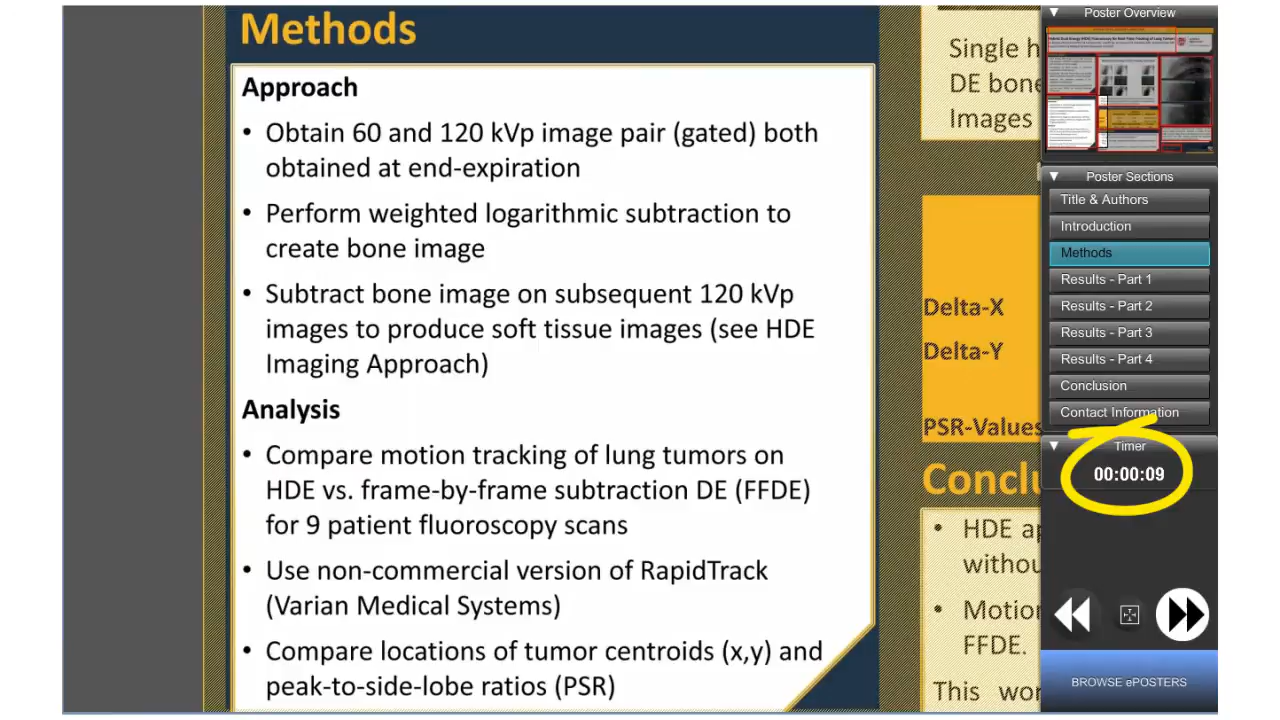 Methods
Approach
• Obtain 60 and 120 kVp image pair (gated) both
obtained at end-expiration
• Perform weighted logarithmic subtraction to
create bone image
• Subtract bone image on subsequent 120 kVp
images to produce soft tissue images (see HDE
Imaging Approach)
Analysis
• Compare motion tracking of lung tumors on
HDE vs. frame-by-frame subtraction DE (FFDE)
for 9 patient fluoroscopy scans
• Use non-commercial version of RapidTrack
(Varian Medical Systems)
• Compare locations of tumor centroids (x,y) and
peak-to-side-lobe ratios (PSR)
Single h
DE bone
Images
Delta-X
Delta-Y
PSR-Values
Conclu
• HDE ap
withou
• Motion
FFDE.
This wor
Poster Overview
Poster Sections
Title & Authors
Introduction
Methods
Results - Part 1
Results - Part 2
Results - Part 3
Results - Part 4
Conclusion
Contact Information
Timer
00:00:09
BROWSE ePOSTERS